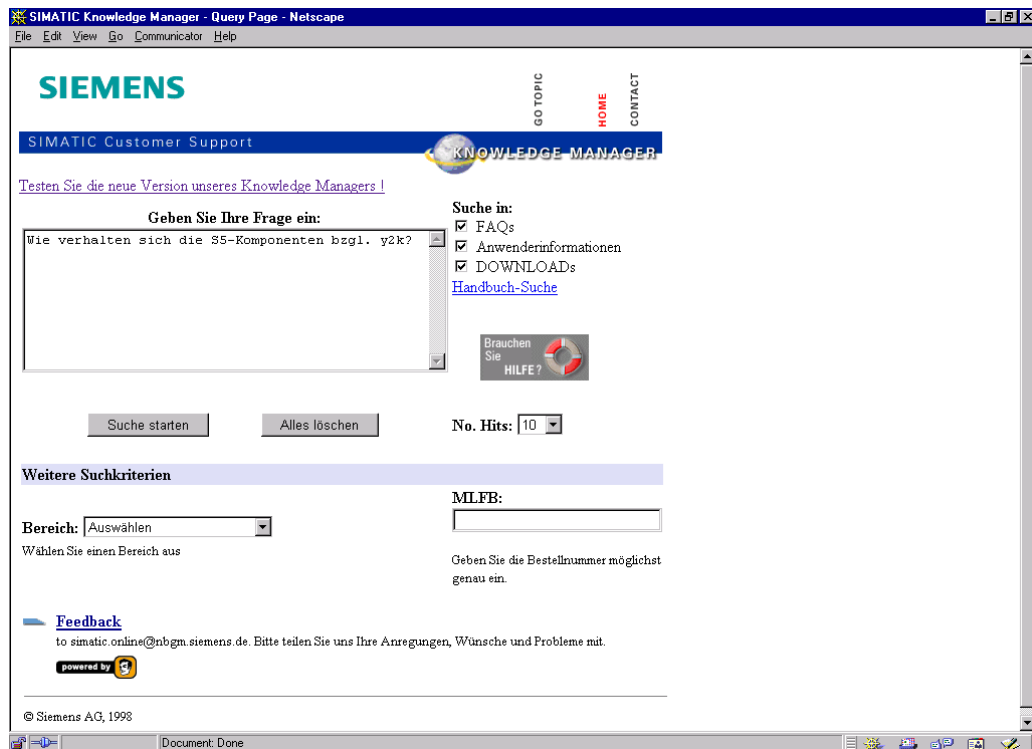 SIMATIC Knowledge Manager - Query Page - Netscape
File Edit View Go Communicator Help
SIEMENS
GO TOPIC
HOME
CONTACT
SIMATIC Customer Support
KNOWLEDGE MANAGER
Testen Sie die neue Version unseres Knowledge Managers !
Geben Sie Ihre Frage ein:
Wie verhalten sich die S5-Komponenten bzgl. y2k?
Suche in:
FAQs
Anwenderinformationen
DOWNLOADs
Handbuch-Suche
Brauchen
Sie
HILFE ?
Suche starten
Alles löschen
No. Hits: 10
Weitere Suchkriterien
MLFB:
Bereich: Auswählen
Wählen Sie einen Bereich aus
Geben Sie die Bestellnummer möglichst
genau ein.
Feedback
to simatic.online@nbgm.siemens.de. Bitte teilen Sie uns Ihre Anregungen, Wünsche und Probleme mit.
powered by
© Siemens AG, 1998
Document: Done